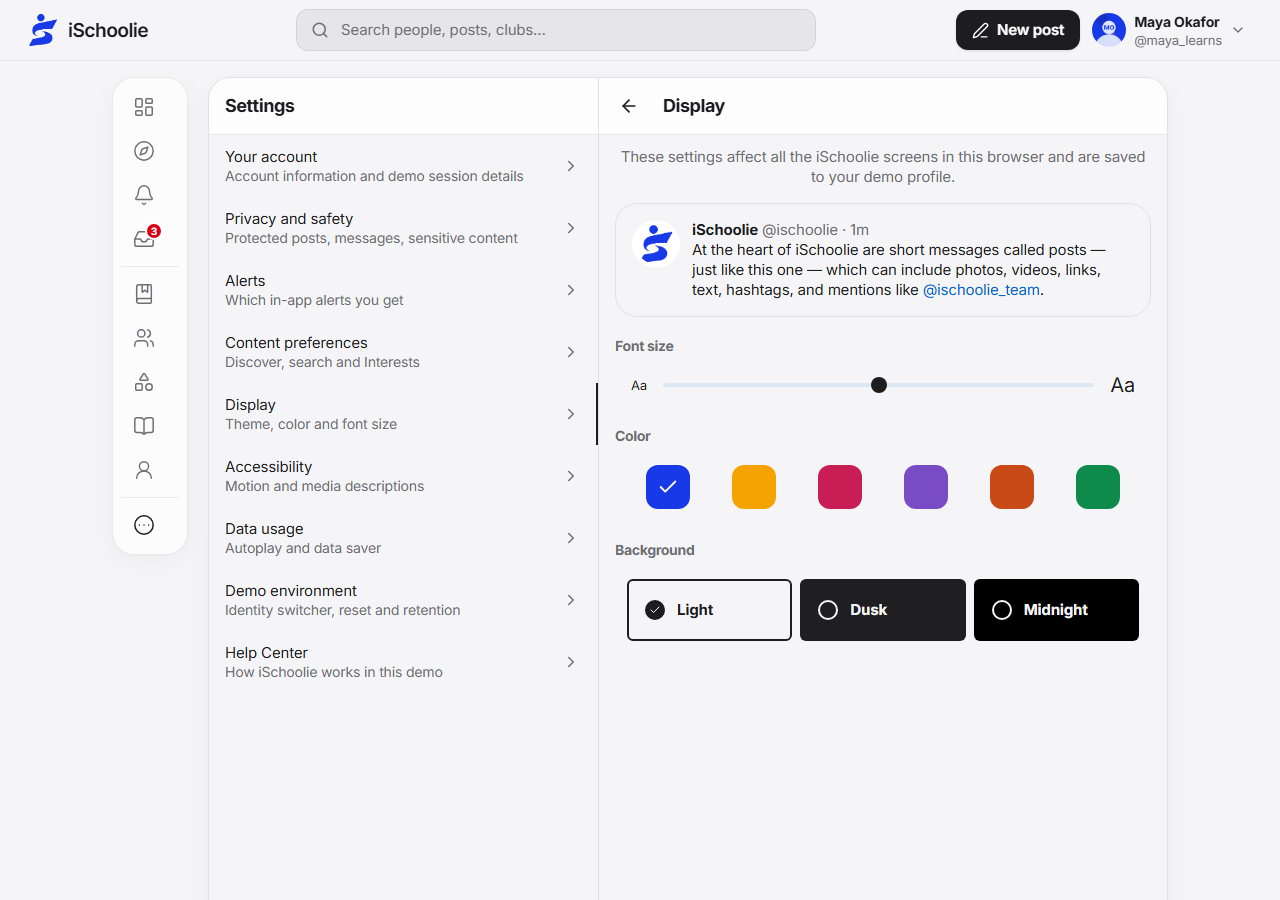 iSchoolie
Search people, posts, clubs...
New post
MO
Maya Okafor
@maya_learns
3
Settings
Your account
Account information and demo session details
Privacy and safety
Protected posts, messages, sensitive content
Alerts
Which in-app alerts you get
Content preferences
Discover, search and Interests
Display
Theme, color and font size
Accessibility
Motion and media descriptions
Data usage
Autoplay and data saver
Demo environment
Identity switcher, reset and retention
Help Center
How iSchoolie works in this demo
Display
These settings affect all the iSchoolie screens in this browser and are saved
to your demo profile.
iSchoolie @ischoolie · 1m
At the heart of iSchoolie are short messages called posts —
just like this one — which can include photos, videos, links,
text, hashtags, and mentions like @ischoolie_team.
Font size
Aa
Aa
Color
Background
Light
Dusk
Midnight